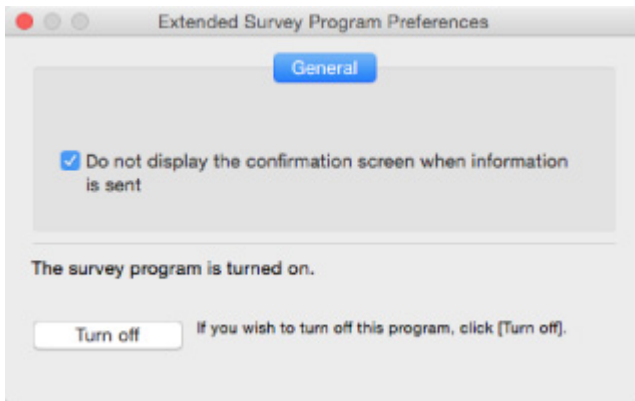 Extended Survey Program Preferences
General
Do not display the confirmation screen when information
is sent
The survey program is turned on.
Turn off
If you wish to turn off this program, click [Turn off].